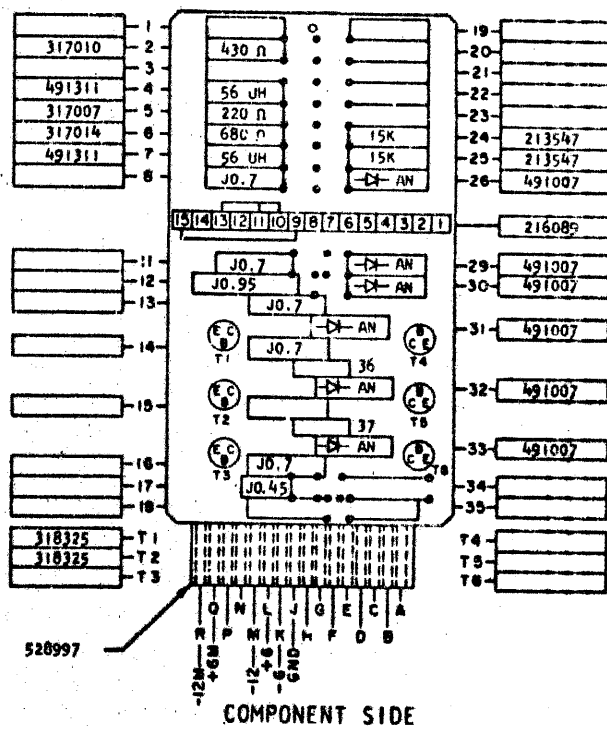 1 19
317010 2 430 Ω 20
3 21
491311 4 56 UH 22
317007 5 220 Ω 23
317014 6 680 Ω 15K 24 213547
491311 7 56 UH 15K 25 213547
8 J0.7 AN 26 491007
15 14 13 12 11 10 9 8 7 6 5 4 3 2 1 216089
11 J0.7 AN 29 491007
12 J0.95 AN 30 491007
13 J0.7
AN 31 491007
E C B T1 B C E T4
14 J0.7
36
AN 32 491007
E C B T2 B C E T5
15
37
AN 33 491007
E C B T3 B C E T6
16 J0.7
17 J0.45 34
18 35
318325 T1 T4
318325 T2 T5
T3 T6
528997
R Q P N M L K J H G F E D C B A
-12M +6M -12 +6 -6 GND
COMPONENT SIDE